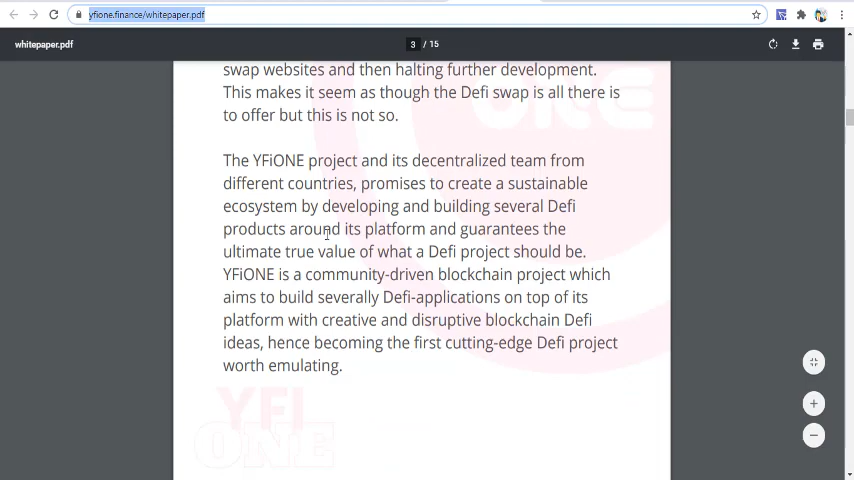 yfione.finance/whitepaper.pdf
whitepaper.pdf
3 / 15
swap websites and then halting further development.
This makes it seem as though the Defi swap is all there is
to offer but this is not so.
The YFiONE project and its decentralized team from
different countries, promises to create a sustainable
ecosystem by developing and building several Defi
products around its platform and guarantees the
ultimate true value of what a Defi project should be.
YFiONE is a community-driven blockchain project which
aims to build severally Defi-applications on top of its
platform with creative and disruptive blockchain Defi
ideas, hence becoming the first cutting-edge Defi project
worth emulating.
YFI
ONE